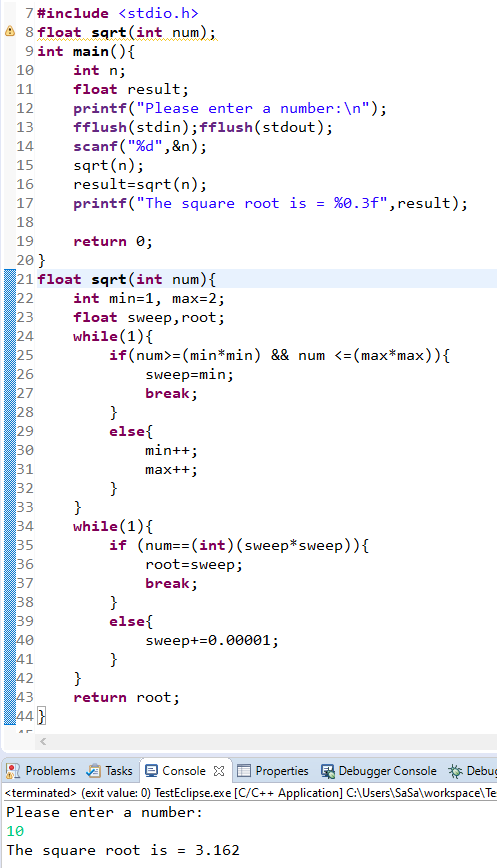 7 #include <stdio.h>
8 float sqrt(int num);
9 int main(){
10     int n;
11     float result;
12     printf("Please enter a number:\n");
13     fflush(stdin);fflush(stdout);
14     scanf("%d",&n);
15     sqrt(n);
16     result=sqrt(n);
17     printf("The square root is = %0.3f",result);
18
19     return 0;
20 }
21 float sqrt(int num){
22     int min=1, max=2;
23     float sweep,root;
24     while(1){
25         if(num>=(min*min) && num <=(max*max)){
26             sweep=min;
27             break;
28         }
29         else{
30             min++;
31             max++;
32         }
33     }
34     while(1){
35         if (num==(int)(sweep*sweep)){
36             root=sweep;
37             break;
38         }
39         else{
40             sweep+=0.00001;
41         }
42     }
43     return root;
44 }
Problems Tasks Console Properties Debugger Console Debug
<terminated> (exit value: 0) TestEclipse.exe [C/C++ Application] C:\Users\SaSa\workspace\Te
Please enter a number:
10
The square root is = 3.162